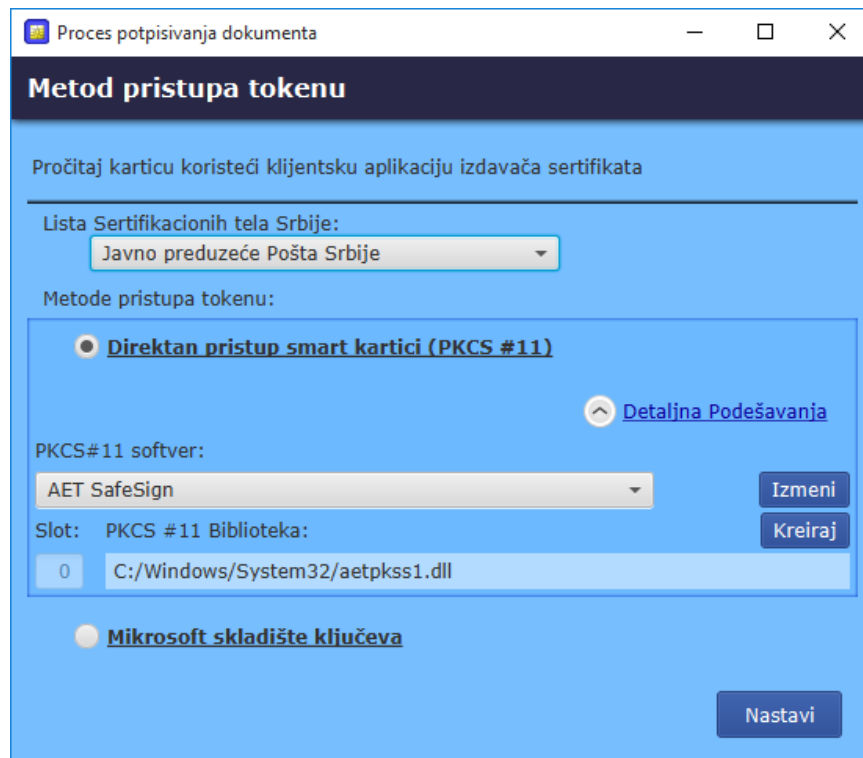 Proces potpisivanja dokumenta
Metod pristupa tokenu
Pročitaj karticu koristeći klijentsku aplikaciju izdavača sertifikata
Lista Sertifikacionih tela Srbije:
Javno preduzeće Pošta Srbije
Metode pristupa tokenu:
Direktan pristup smart kartici (PKCS #11)
Detaljna Podešavanja
PKCS#11 softver:
AET SafeSign
Izmeni
Slot: PKCS #11 Biblioteka:
Kreiraj
0 C:/Windows/System32/aetpkss1.dll
Mikrosoft skladište ključeva
Nastavi